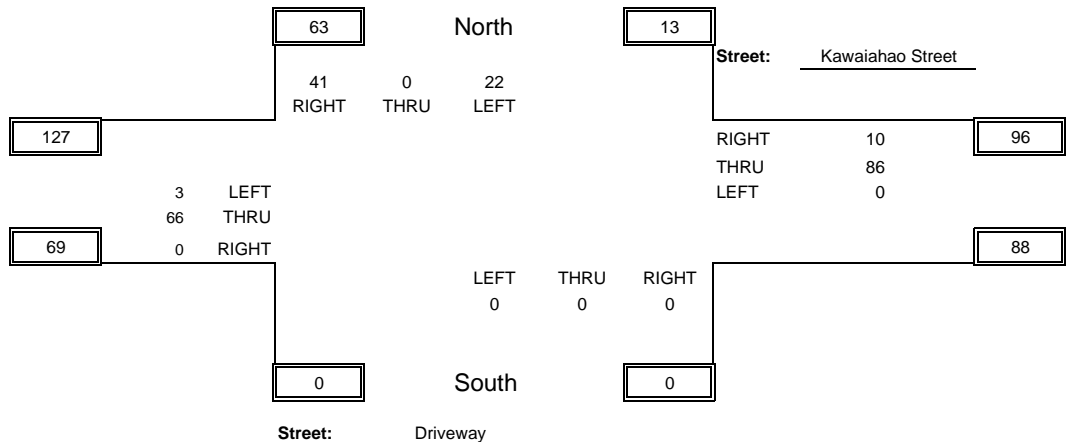 63 North 13
Street: Kawaiahao Street
41 0 22
RIGHT THRU LEFT
127 RIGHT 10 96
THRU 86
3 LEFT LEFT 0
66 THRU
69 0 RIGHT 88
LEFT THRU RIGHT
0 0 0
0 South 0
Street: Driveway